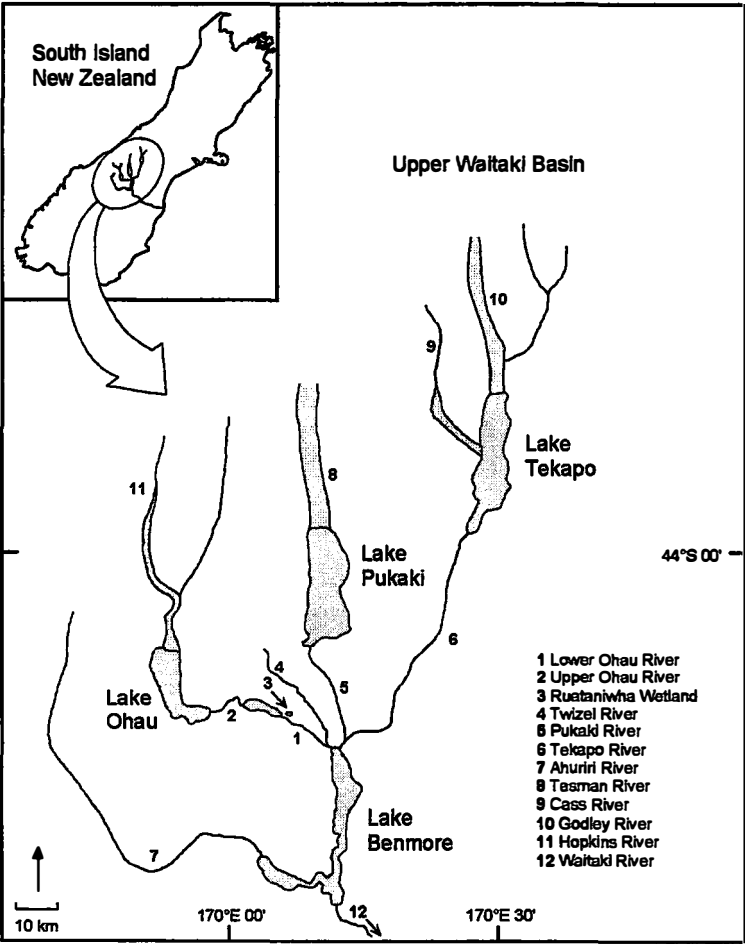 South Island
New Zealand
Upper Waitaki Basin
10
9
Lake
Tekapo
11
8
Lake
Pukaki
44°S 00'
6
4
3
5
Lake
Ohau
2
1
1 Lower Ohau River
2 Upper Ohau River
3 Ruataniwha Wetland
4 Twizel River
5 Pukaki River
6 Tekapo River
7 Ahuriri River
8 Tasman River
9 Cass River
10 Godley River
11 Hopkins River
12 Waitaki River
Lake
Benmore
7
12
10 km
170°E 00'
170°E 30'